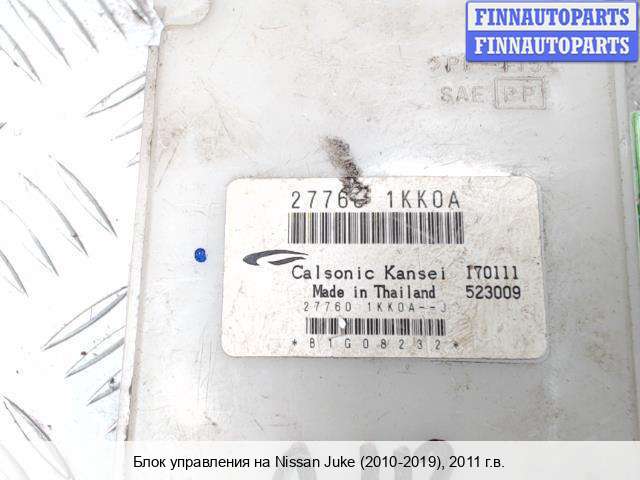 FINNAUTOPARTS
FINNAUTOPARTS
SAE PP
27760 1KK0A
Calsonic Kansei I70111
Made in Thailand 523009
27760 1KK0A--J
*B1G08232*
Блок управления на Nissan Juke (2010-2019), 2011 г.в.